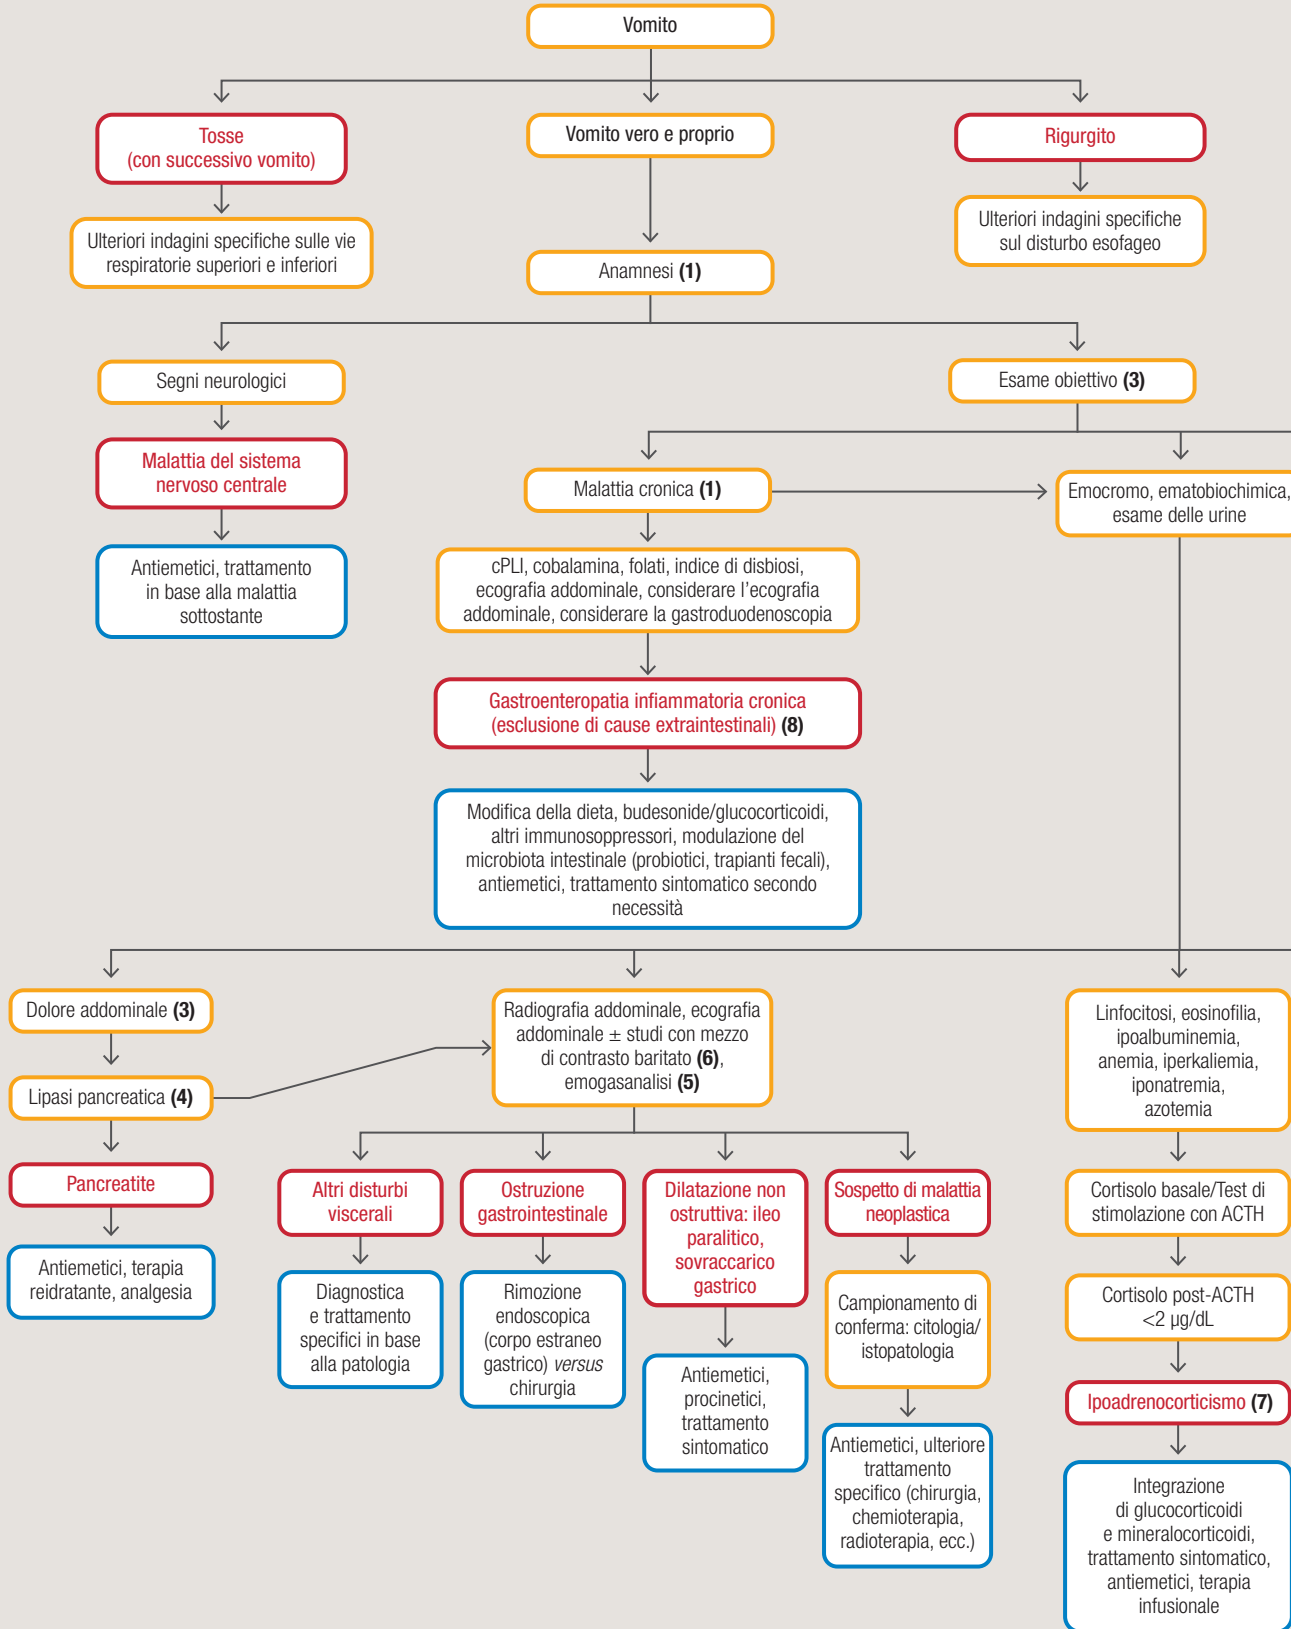 Vomito
Tosse
(con successivo vomito)
Vomito vero e proprio
Rigurgito
Ulteriori indagini specifiche sulle vie
respiratorie superiori e inferiori
Ulteriori indagini specifiche
sul disturbo esofageo
Anamnesi (1)
Segni neurologici
Esame obiettivo (3)
Malattia del sistema
nervoso centrale
Malattia cronica (1)
Emocromo, ematobiochimica,
esame delle urine
Antiemetici, trattamento
in base alla malattia
sottostante
cPLI, cobalamina, folati, indice di disbiosi,
ecografia addominale, considerare l'ecografia
addominale, considerare la gastroduodenoscopia
Gastroenteropatia infiammatoria cronica
(esclusione di cause extraintestinali) (8)
Modifica della dieta, budesonide/glucocorticoidi,
altri immunosoppressori, modulazione del
microbiota intestinale (probiotici, trapianti fecali),
antiemetici, trattamento sintomatico secondo
necessità
Dolore addominale (3)
Radiografia addominale, ecografia
addominale ± studi con mezzo
di contrasto baritato (6),
emogasanalisi (5)
Linfocitosi, eosinofilia,
ipoalbuminemia,
anemia, iperkaliemia,
iponatremia,
azotemia
Lipasi pancreatica (4)
Pancreatite
Altri disturbi
viscerali
Ostruzione
gastrointestinale
Dilatazione non
ostruttiva: ileo
paralitico,
sovraccarico
gastrico
Sospetto di malattia
neoplastica
Cortisolo basale/Test di
stimolazione con ACTH
Antiemetici, terapia
reidratante, analgesia
Diagnostica
e trattamento
specifici in base
alla patologia
Rimozione
endoscopica
(corpo estraneo
gastrico) versus
chirurgia
Antiemetici,
procinetici,
trattamento
sintomatico
Campionamento di
conferma: citologia/
istopatologia
Cortisolo post-ACTH
<2 µg/dL
Ipoadrenocorticismo (7)
Antiemetici, ulteriore
trattamento
specifico (chirurgia,
chemioterapia,
radioterapia, ecc.)
Integrazione
di glucocorticoidi
e mineralocorticoidi,
trattamento sintomatico,
antiemetici, terapia
infusionale